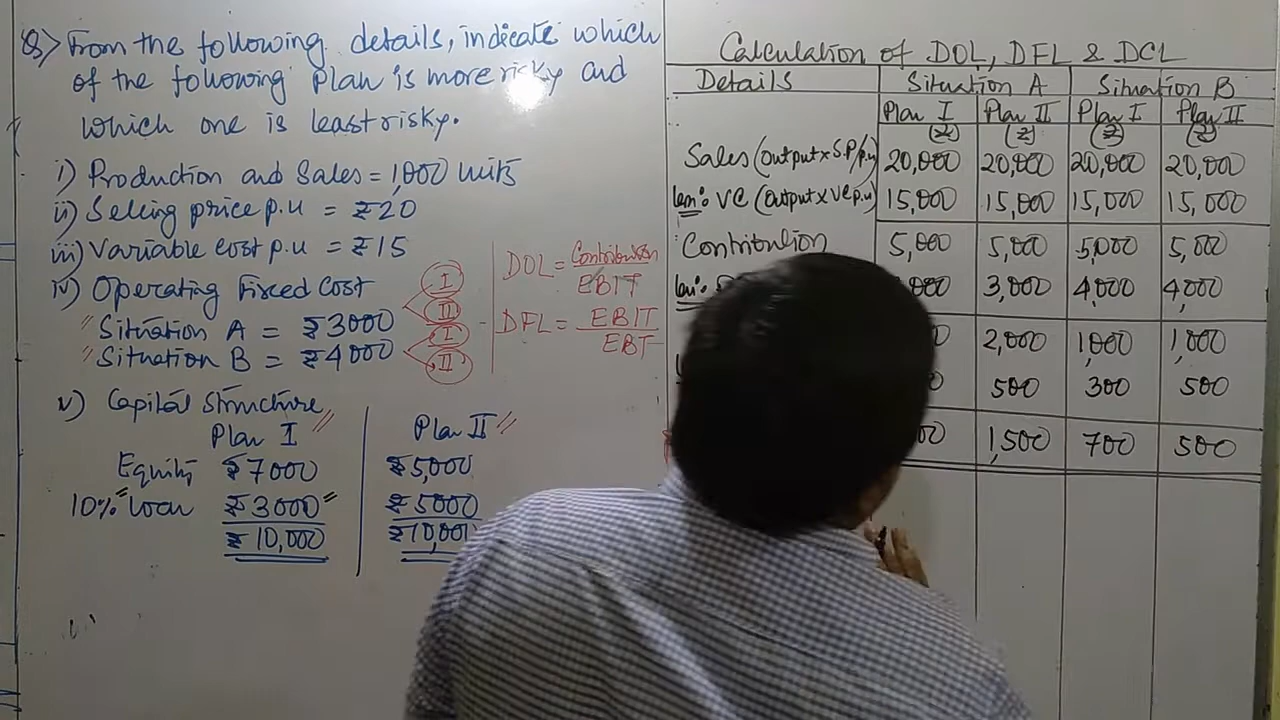 Q) From the following details, indicate which
of the following Plan is more risky and
which one is least risky.
i) Production and Sales = 1,000 units
ii) Selling price p.u = ₹20
iii) Variable cost p.u = ₹15
iv) Operating Fixed Cost
" Situation A = ₹3000
" Situation B = ₹4000
I
II
I
II
DOL = Contribution / EBIT
DFL = EBIT / EBT
v) Capital Structure
Plan I Plan II
Equity ₹7000 ₹5,000
10% Loan ₹3000 ₹5000
₹10,000 ₹10,000
Calculation of DOL, DFL & DCL
Details Situation A Situation B
Plan I Plan II Plan I Plan II
(₹) (₹) (₹) (₹)
Sales (output x S.P/p.u) 20,000 20,000 20,000 20,000
Less: VC (output x VC p.u) 15,000 15,000 15,000 15,000
Contribution 5,000 5,000 5,000 5,000
Less: 3,000 4,000 4,000
2,000 1,000 1,000
500 300 500
1,500 700 500